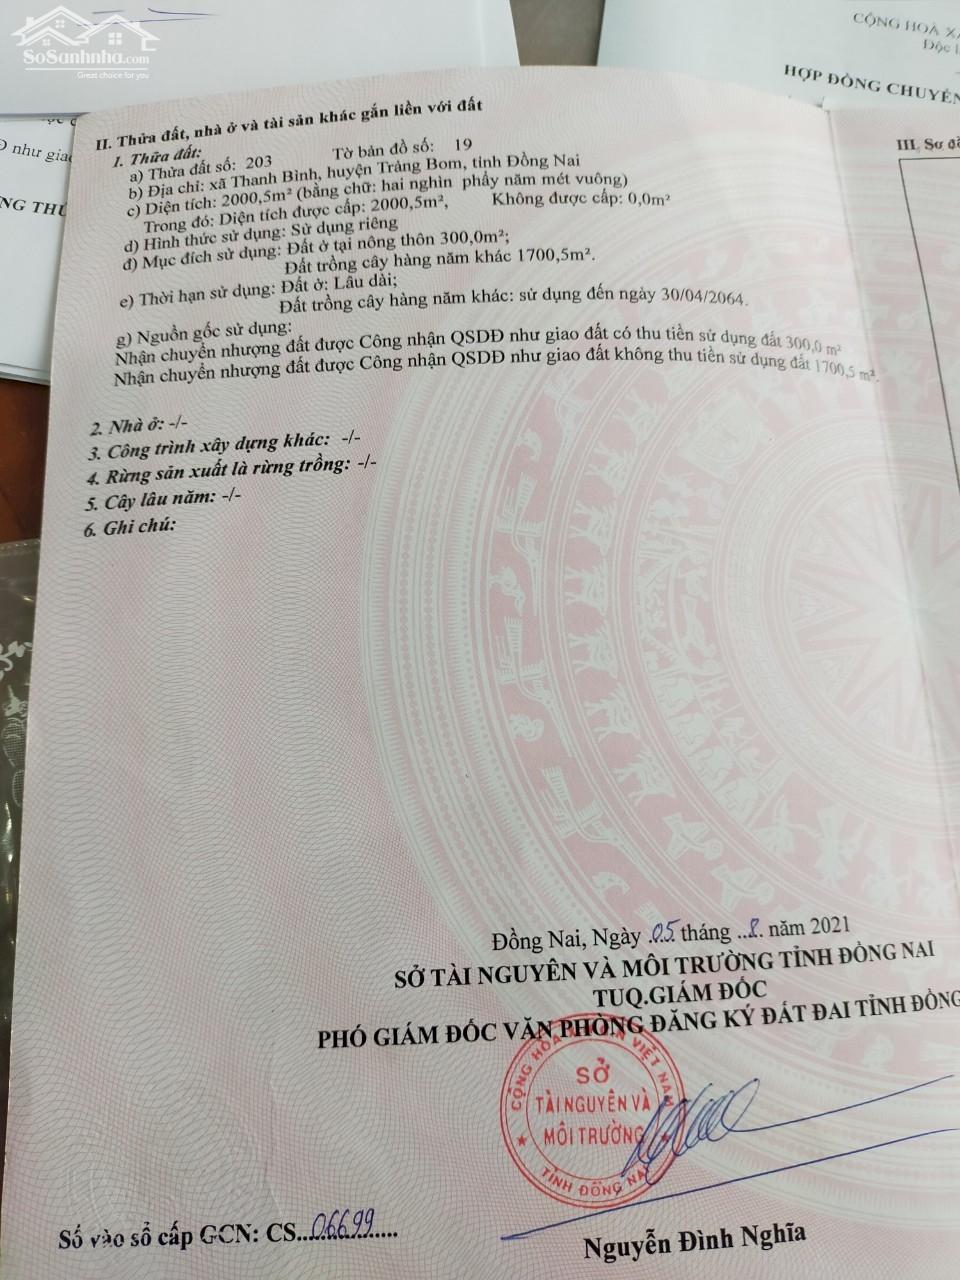 SoSanhnha.com
Great choice for you
CỘNG HOÀ XÃ
Độc l
HỢP ĐỒNG CHUYỂN
như giao
NG THỬ
II. Thửa đất, nhà ở và tài sản khác gắn liền với đất
1. Thửa đất:
a) Thửa đất số: 203 Tờ bản đồ số: 19
b) Địa chỉ: xã Thanh Bình, huyện Trảng Bom, tỉnh Đồng Nai
c) Diện tích: 2000,5m² (bằng chữ: hai nghìn phẩy năm mét vuông)
Trong đó: Diện tích được cấp: 2000,5m², Không được cấp: 0,0m²
d) Hình thức sử dụng: Sử dụng riêng
đ) Mục đích sử dụng: Đất ở tại nông thôn 300,0m²;
Đất trồng cây hàng năm khác 1700,5m².
e) Thời hạn sử dụng: Đất ở: Lâu dài;
Đất trồng cây hàng năm khác: sử dụng đến ngày 30/04/2064.
g) Nguồn gốc sử dụng:
Nhận chuyển nhượng đất được Công nhận QSDĐ như giao đất có thu tiền sử dụng đất 300,0 m²
Nhận chuyển nhượng đất được Công nhận QSDĐ như giao đất không thu tiền sử dụng đất 1700,5 m².
2. Nhà ở: -/-
3. Công trình xây dựng khác: -/-
4. Rừng sản xuất là rừng trồng: -/-
5. Cây lâu năm: -/-
6. Ghi chú:
III. Sơ đồ
Đồng Nai, Ngày .05 tháng ..8. năm 2021
SỞ TÀI NGUYÊN VÀ MÔI TRƯỜNG TỈNH ĐỒNG NAI
TUQ.GIÁM ĐỐC
PHÓ GIÁM ĐỐC VĂN PHÒNG ĐĂNG KÝ ĐẤT ĐAI TỈNH ĐỒNG
SỞ
TÀI NGUYÊN VÀ
MÔI TRƯỜNG
TỈNH ĐỒNG NAI
Số vào sổ cấp GCN: CS...06699.....
Nguyễn Đình Nghĩa